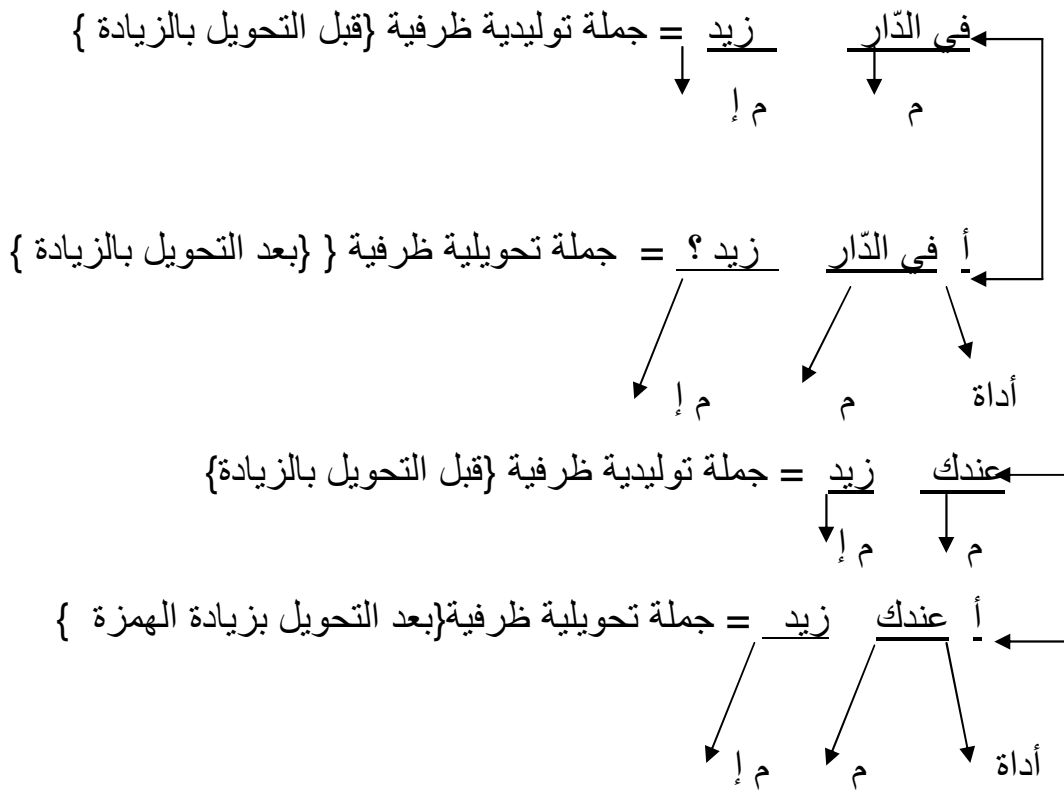 في الدّار زيد = جملة توليدية ظرفية {قبل التحويل بالزيادة }
م م إ
أ في الدّار زيد ؟ = جملة تحويلية ظرفية { {بعد التحويل بالزيادة }
أداة م م إ
عندك زيد = جملة توليدية ظرفية {قبل التحويل بالزيادة}
م م إ
أ عندك زيد = جملة تحويلية ظرفية{بعد التحويل بزيادة الهمزة }
أداة م م إ